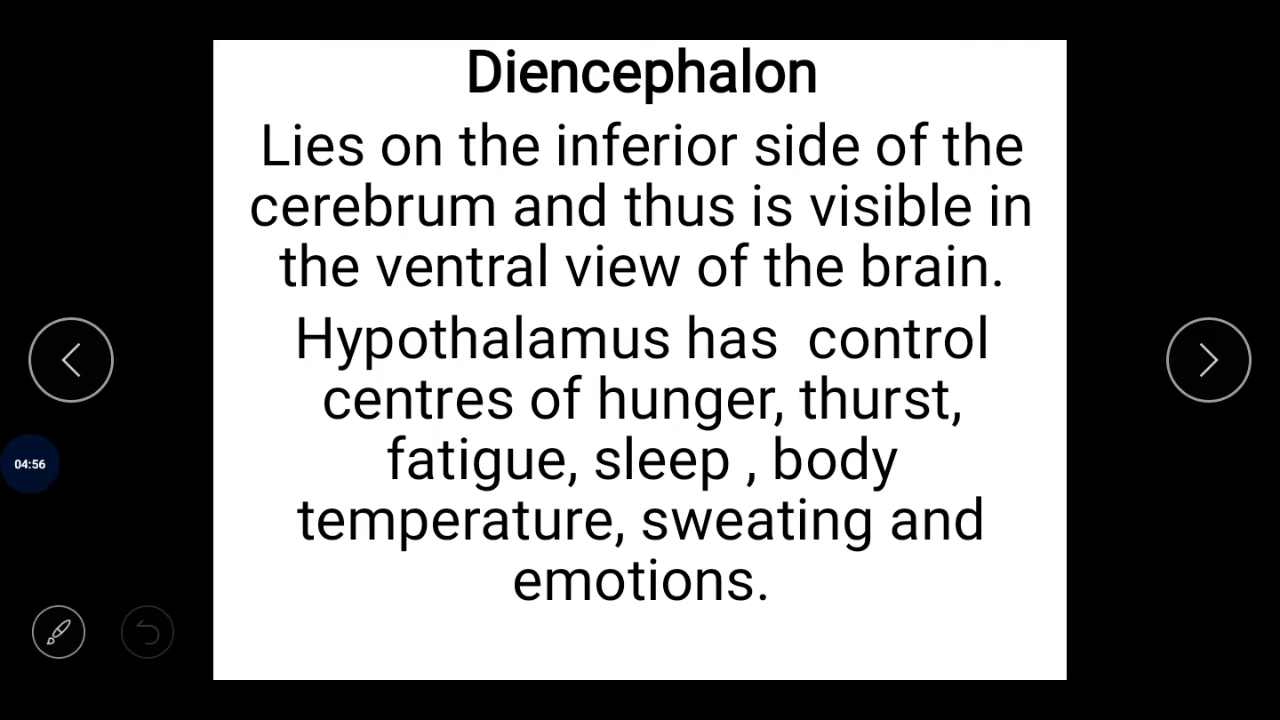 Diencephalon
Lies on the inferior side of the
cerebrum and thus is visible in
the ventral view of the brain.
Hypothalamus has  control
centres of hunger, thurst,
fatigue, sleep , body
temperature, sweating and
emotions.
04:56